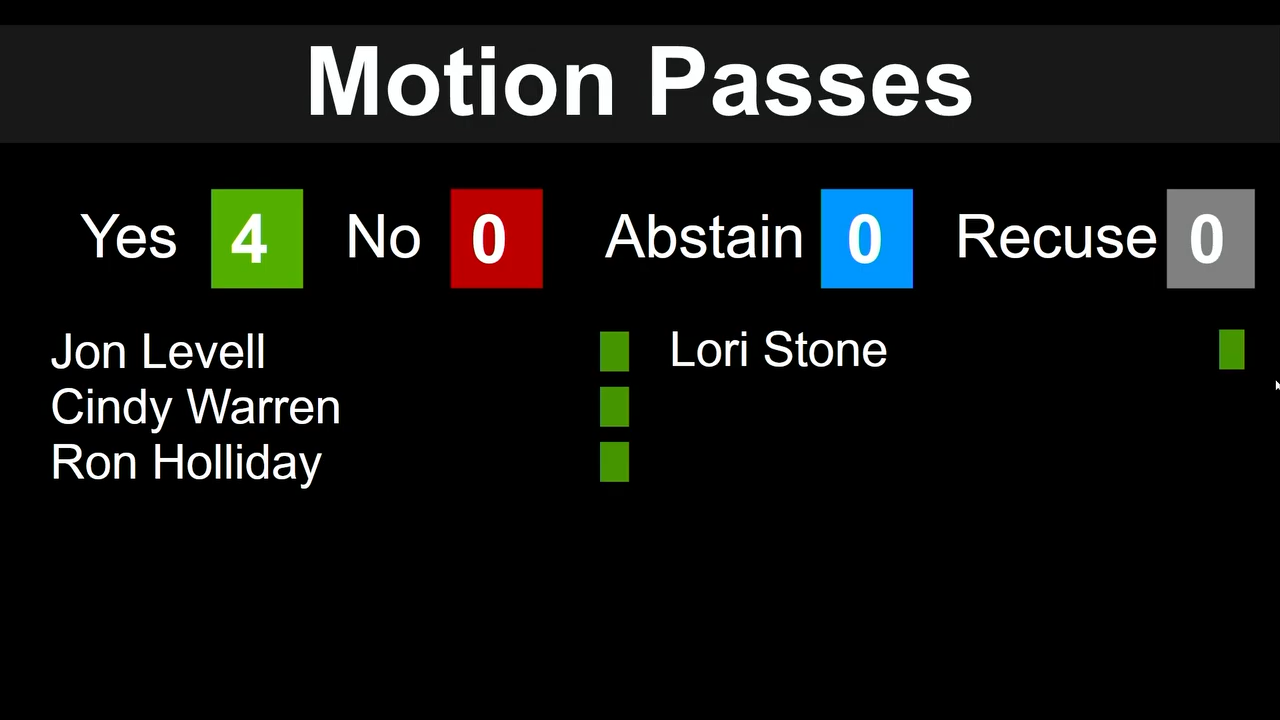 Motion Passes
Yes 4 No 0 Abstain 0 Recuse 0
Jon Levell
Cindy Warren
Ron Holliday
Lori Stone